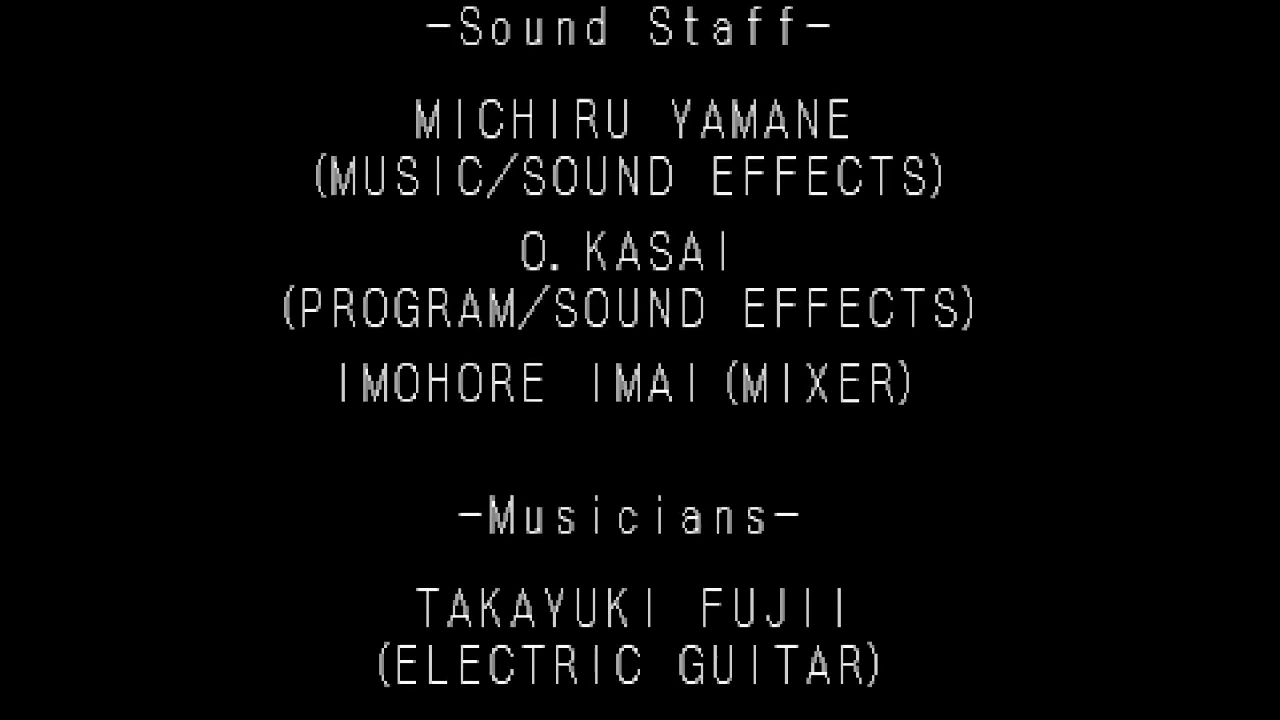 -Sound Staff-
MICHIRU YAMANE
(MUSIC/SOUND EFFECTS)
O. KASAI
(PROGRAM/SOUND EFFECTS)
IMOHORE IMAI (MIXER)
-Musicians-
TAKAYUKI FUJII
(ELECTRIC GUITAR)